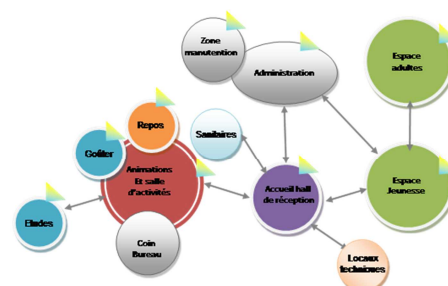 Zone
manutention
Administration
Espace
adultes
Repos
Sanitaires
Goûter
Animations
Et salle
d'activités
Accueil hall
de réception
Espace
Jeunesse
Etudes
Coin
Bureau
Locaux
techniques